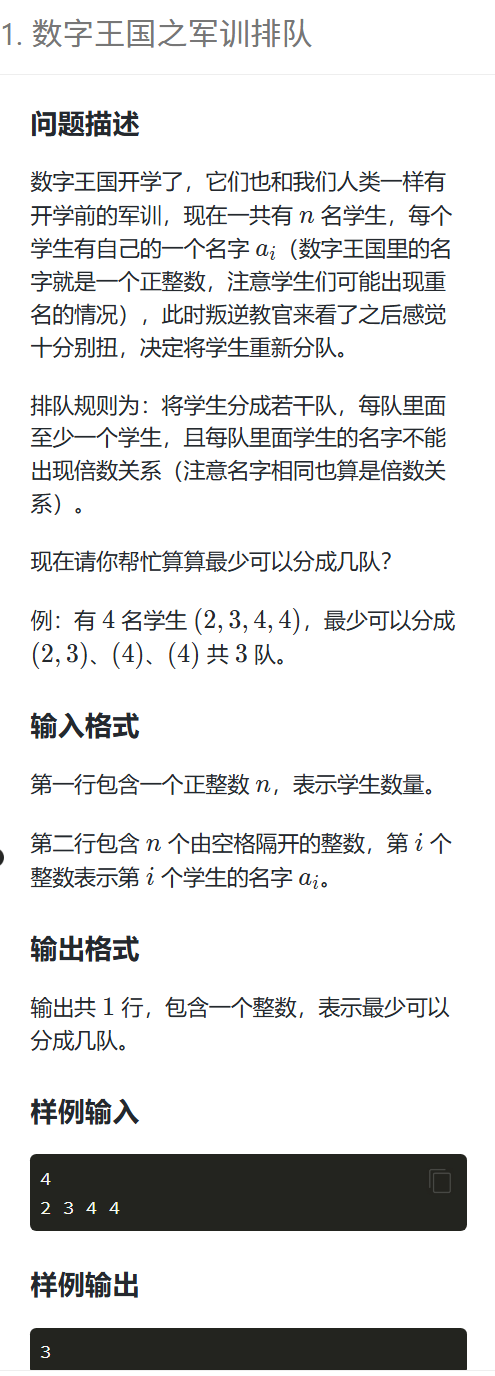 1. 数字王国之军训排队
问题描述
数字王国开学了，它们也和我们人类一样有
开学前的军训，现在一共有 n 名学生，每个
学生有自己的一个名字 aᵢ（数字王国里的名
字就是一个正整数，注意学生们可能出现重
名的情况），此时叛逆教官来看了之后感觉
十分别扭，决定将学生重新分队。
排队规则为：将学生分成若干队，每队里面
至少一个学生，且每队里面学生的名字不能
出现倍数关系（注意名字相同也算是倍数关
系）。
现在请你帮忙算算最少可以分成几队？
例：有 4 名学生 (2, 3, 4, 4)，最少可以分成
(2, 3)、(4)、(4) 共 3 队。
输入格式
第一行包含一个正整数 n，表示学生数量。
第二行包含 n 个由空格隔开的整数，第 i 个
整数表示第 i 个学生的名字 aᵢ。
输出格式
输出共 1 行，包含一个整数，表示最少可以
分成几队。
样例输入
4
2 3 4 4
样例输出
3